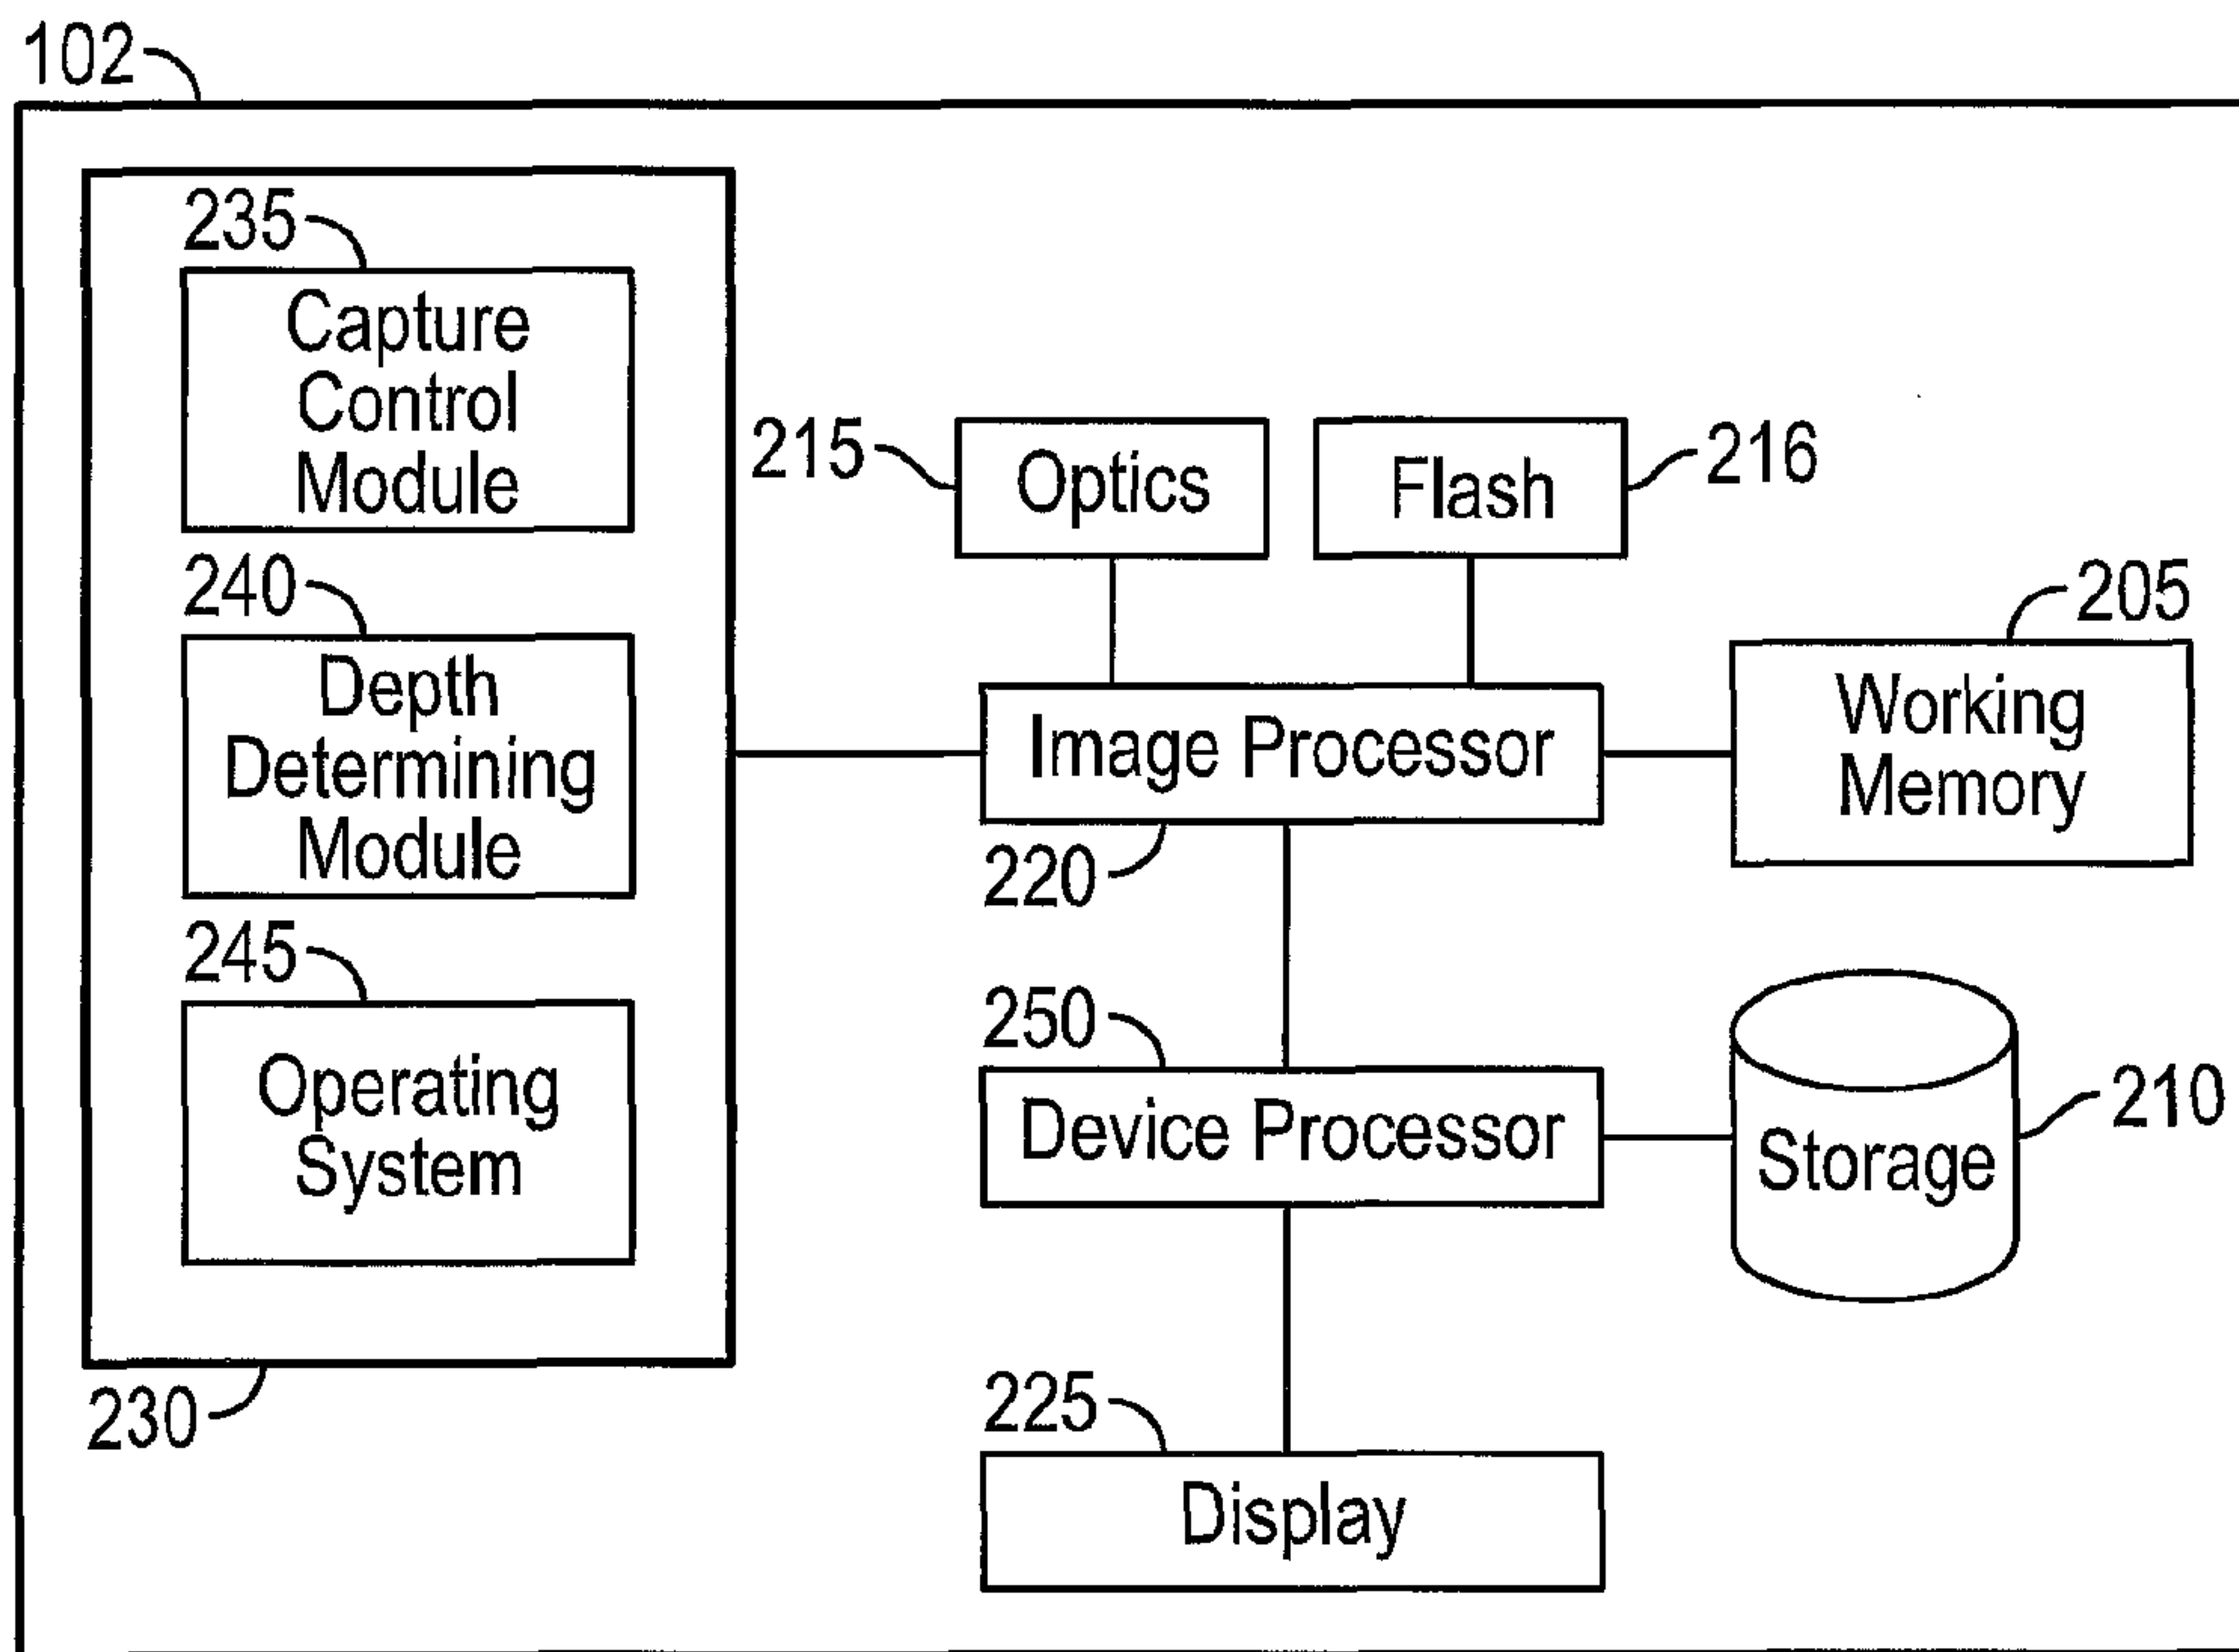 102
235
Capture
Control
Module
240
Depth
Determining
Module
245
Operating
System
230
215
Optics
Flash
216
205
Working
Memory
Image Processor
220
250
Device Processor
Storage
210
225
Display